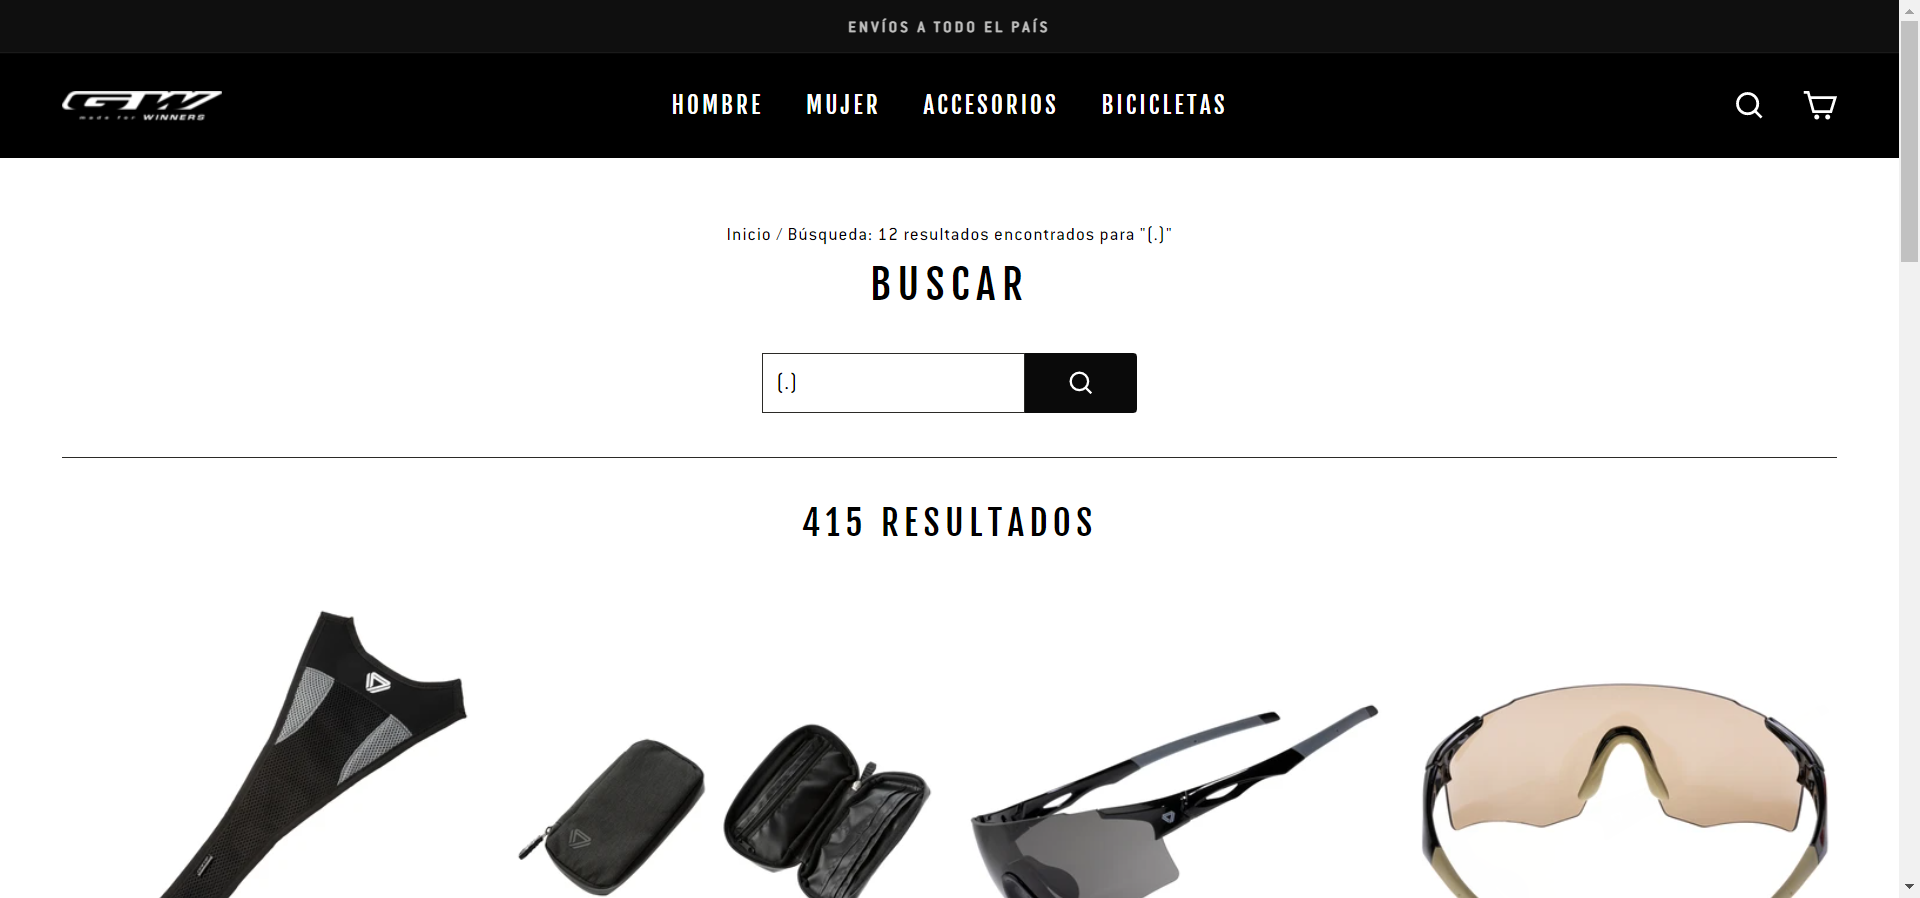 ENVÍOS A TODO EL PAÍS
GW
made for WINNERS
HOMBRE MUJER ACCESORIOS BICICLETAS
Inicio / Búsqueda: 12 resultados encontrados para "(.)"
BUSCAR
(.)
415 RESULTADOS